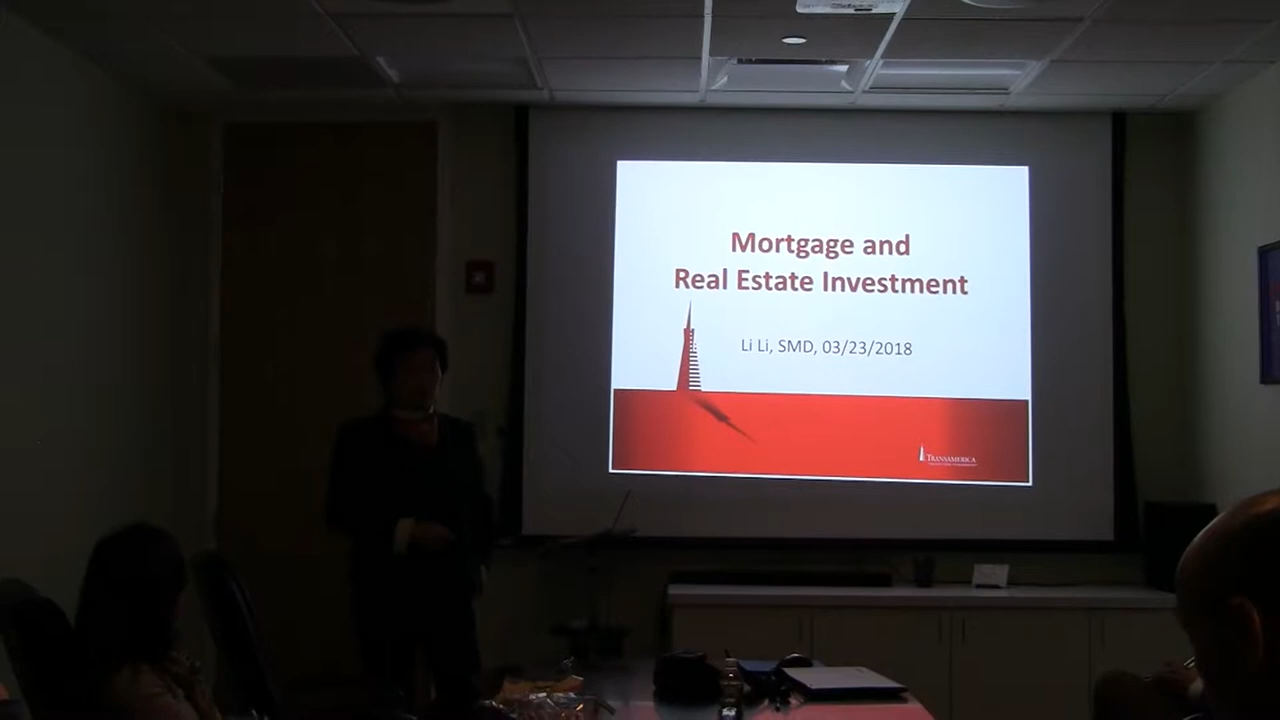 Mortgage and
Real Estate Investment
Li Li, SMD, 03/23/2018
TRANSAMERICA